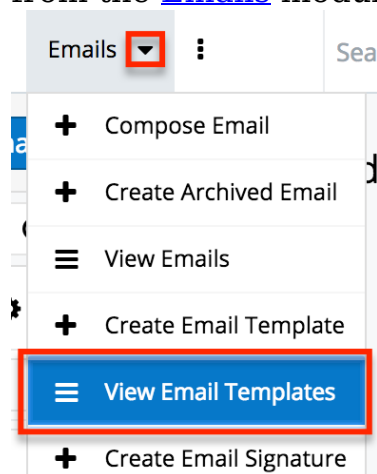 from the Emails modul
Emails
Sea
Compose Email
Create Archived Email
View Emails
Create Email Template
View Email Templates
Create Email Signature